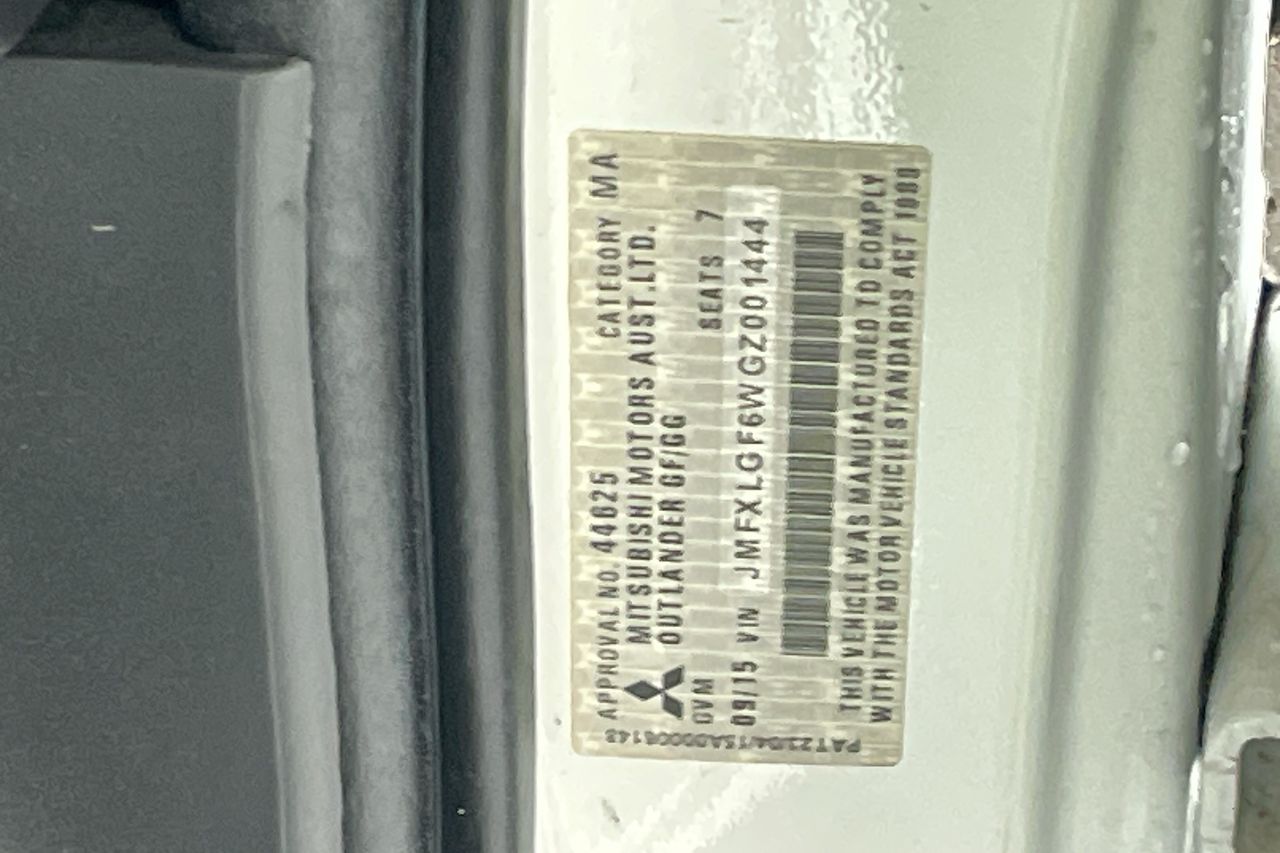 APPROVAL NO. 44625 CATEGORY MA
MITSUBISHI MOTORS AUST.LTD.
OUTLANDER GF/GG
DVM SEATS 7
09/15 VIN JMFXLGF6WGZ001444
THIS VEHICLE WAS MANUFACTURED TO COMPLY
WITH THE MOTOR VEHICLE STANDARDS ACT